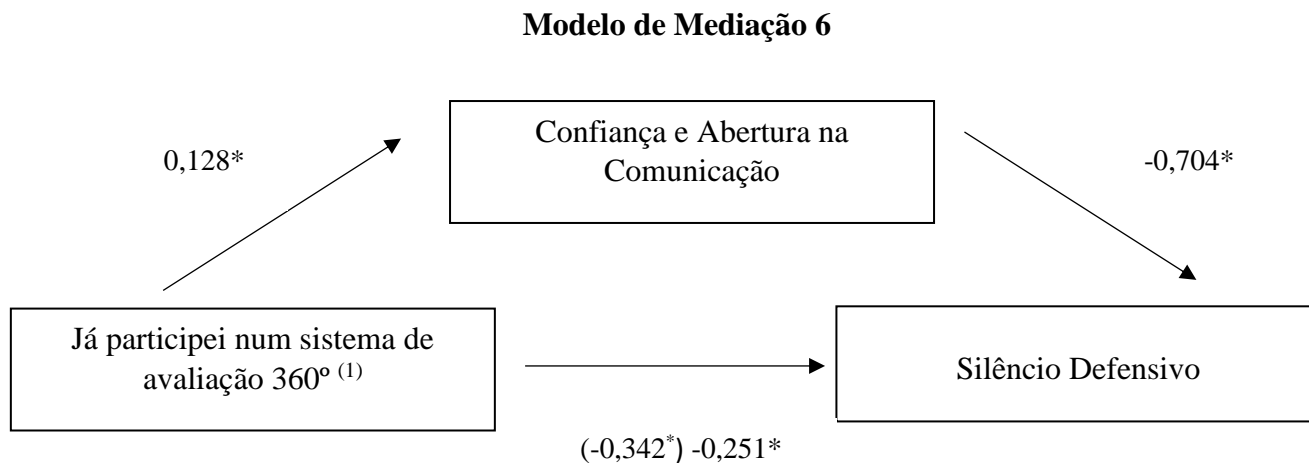 Modelo de Mediação 6
Confiança e Abertura na
Comunicação
0,128*
-0,704*
Já participei num sistema de
avaliação 360º (1)
Silêncio Defensivo
(-0,342*) -0,251*